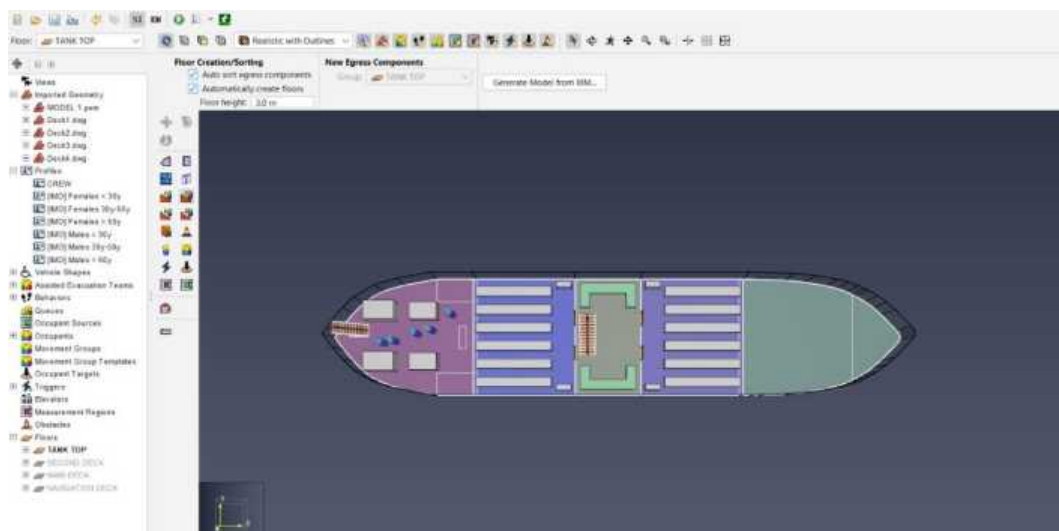 Floor: TANK TOP
Realistic with Outlines
Floor Creation/Sorting
New Egress Components
Auto sort egress components
Group: TANK TOP
Automatically create floors
Generate Model from BIM...
Floor height: 3.0 m
Views
Imported Geometry
MODEL 1.pwe
Deck1.dwg
Deck2.dwg
Deck3.dwg
Deck4.dwg
Profiles
CREW
[IMO] Females < 30y
[IMO] Females 30y-50y
[IMO] Females > 50y
[IMO] Males < 30y
[IMO] Males 30y-50y
[IMO] Males > 50y
Vehicle Shapes
Assisted Evacuation Teams
Behaviors
Queues
Occupant Sources
Occupants
Movement Groups
Movement Group Templates
Occupant Targets
Triggers
Elevators
Measurement Regions
Obstacles
Floors
TANK TOP
SECOND DECK
MAIN DECK
NAVIGATION DECK